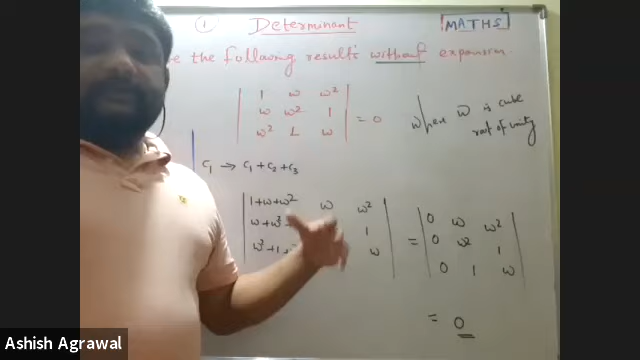 1 Determinant MATHS
the following results without expansion.
| 1 ω ω² |
| ω ω² 1 | = 0 where ω is cube root of unity
| ω² 1 ω |
C₁ → C₁ + C₂ + C₃
| 1+ω+ω² ω ω² | = | 0 ω ω² |
| 1 | | 0 ω² 1 |
| ω²+1+ ω | | 0 1 ω |
= 0
Ashish Agrawal